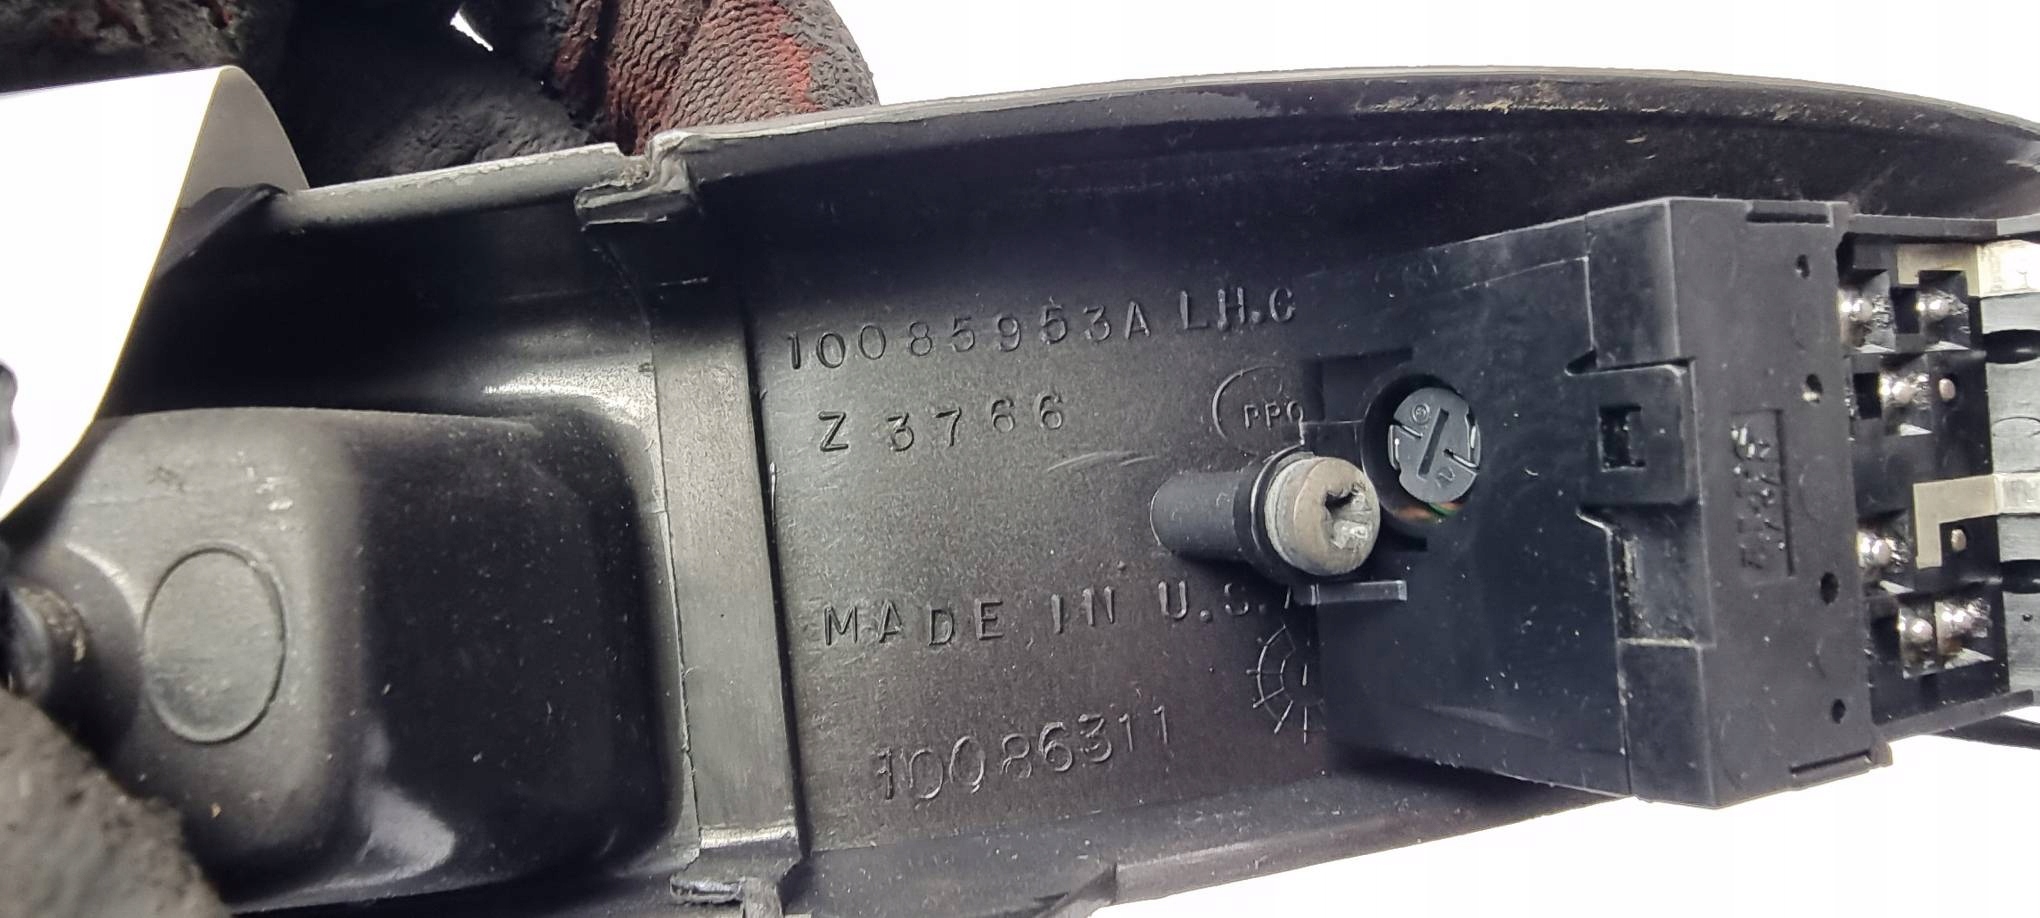 10085953A LH.C
Z 3766
PPO
MADE IN U.S.
10086311